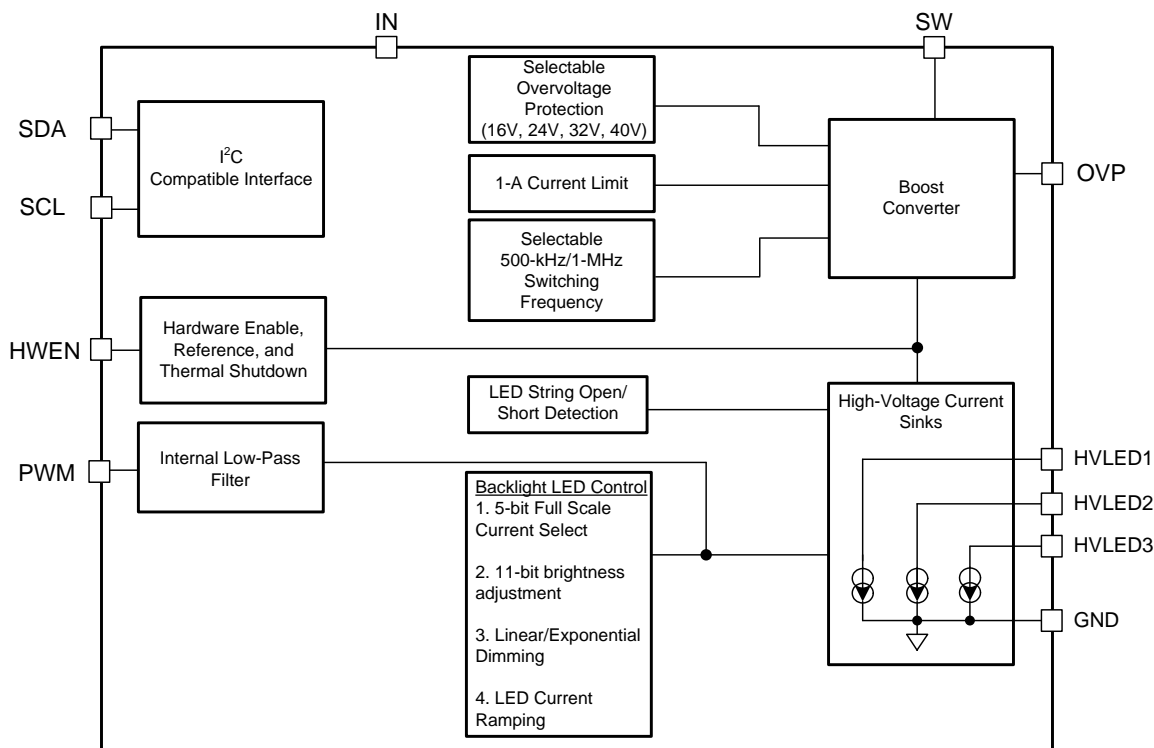 IN
SW
Selectable
Overvoltage
Protection
(16V, 24V, 32V, 40V)
SDA
I²C
Compatible Interface
SCL
1-A Current Limit
Boost
Converter
OVP
Selectable
500-kHz/1-MHz
Switching
Frequency
HWEN
Hardware Enable,
Reference, and
Thermal Shutdown
LED String Open/
Short Detection
High-Voltage Current
Sinks
PWM
Internal Low-Pass
Filter
Backlight LED Control
1. 5-bit Full Scale
Current Select
2. 11-bit brightness
adjustment
3. Linear/Exponential
Dimming
4. LED Current
Ramping
HVLED1
HVLED2
HVLED3
GND